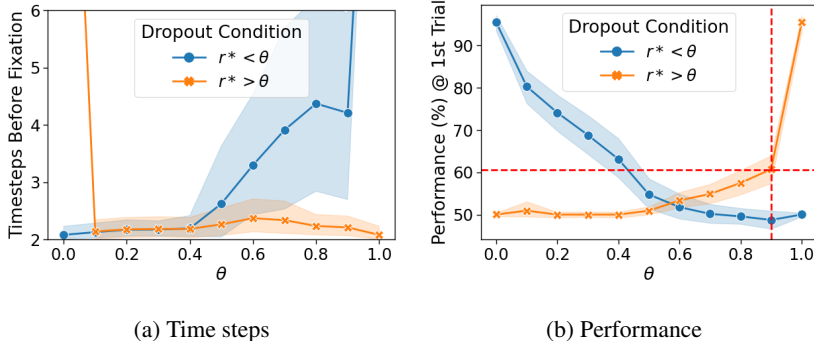 6
5
4
3
2
Timesteps Before Fixation
Dropout Condition
r* < θ
r* > θ
0.0 0.2 0.4 0.6 0.8 1.0
θ
(a) Time steps
90
80
70
60
50
Performance (%) @ 1st Trial
Dropout Condition
r* < θ
r* > θ
0.0 0.2 0.4 0.6 0.8 1.0
θ
(b) Performance